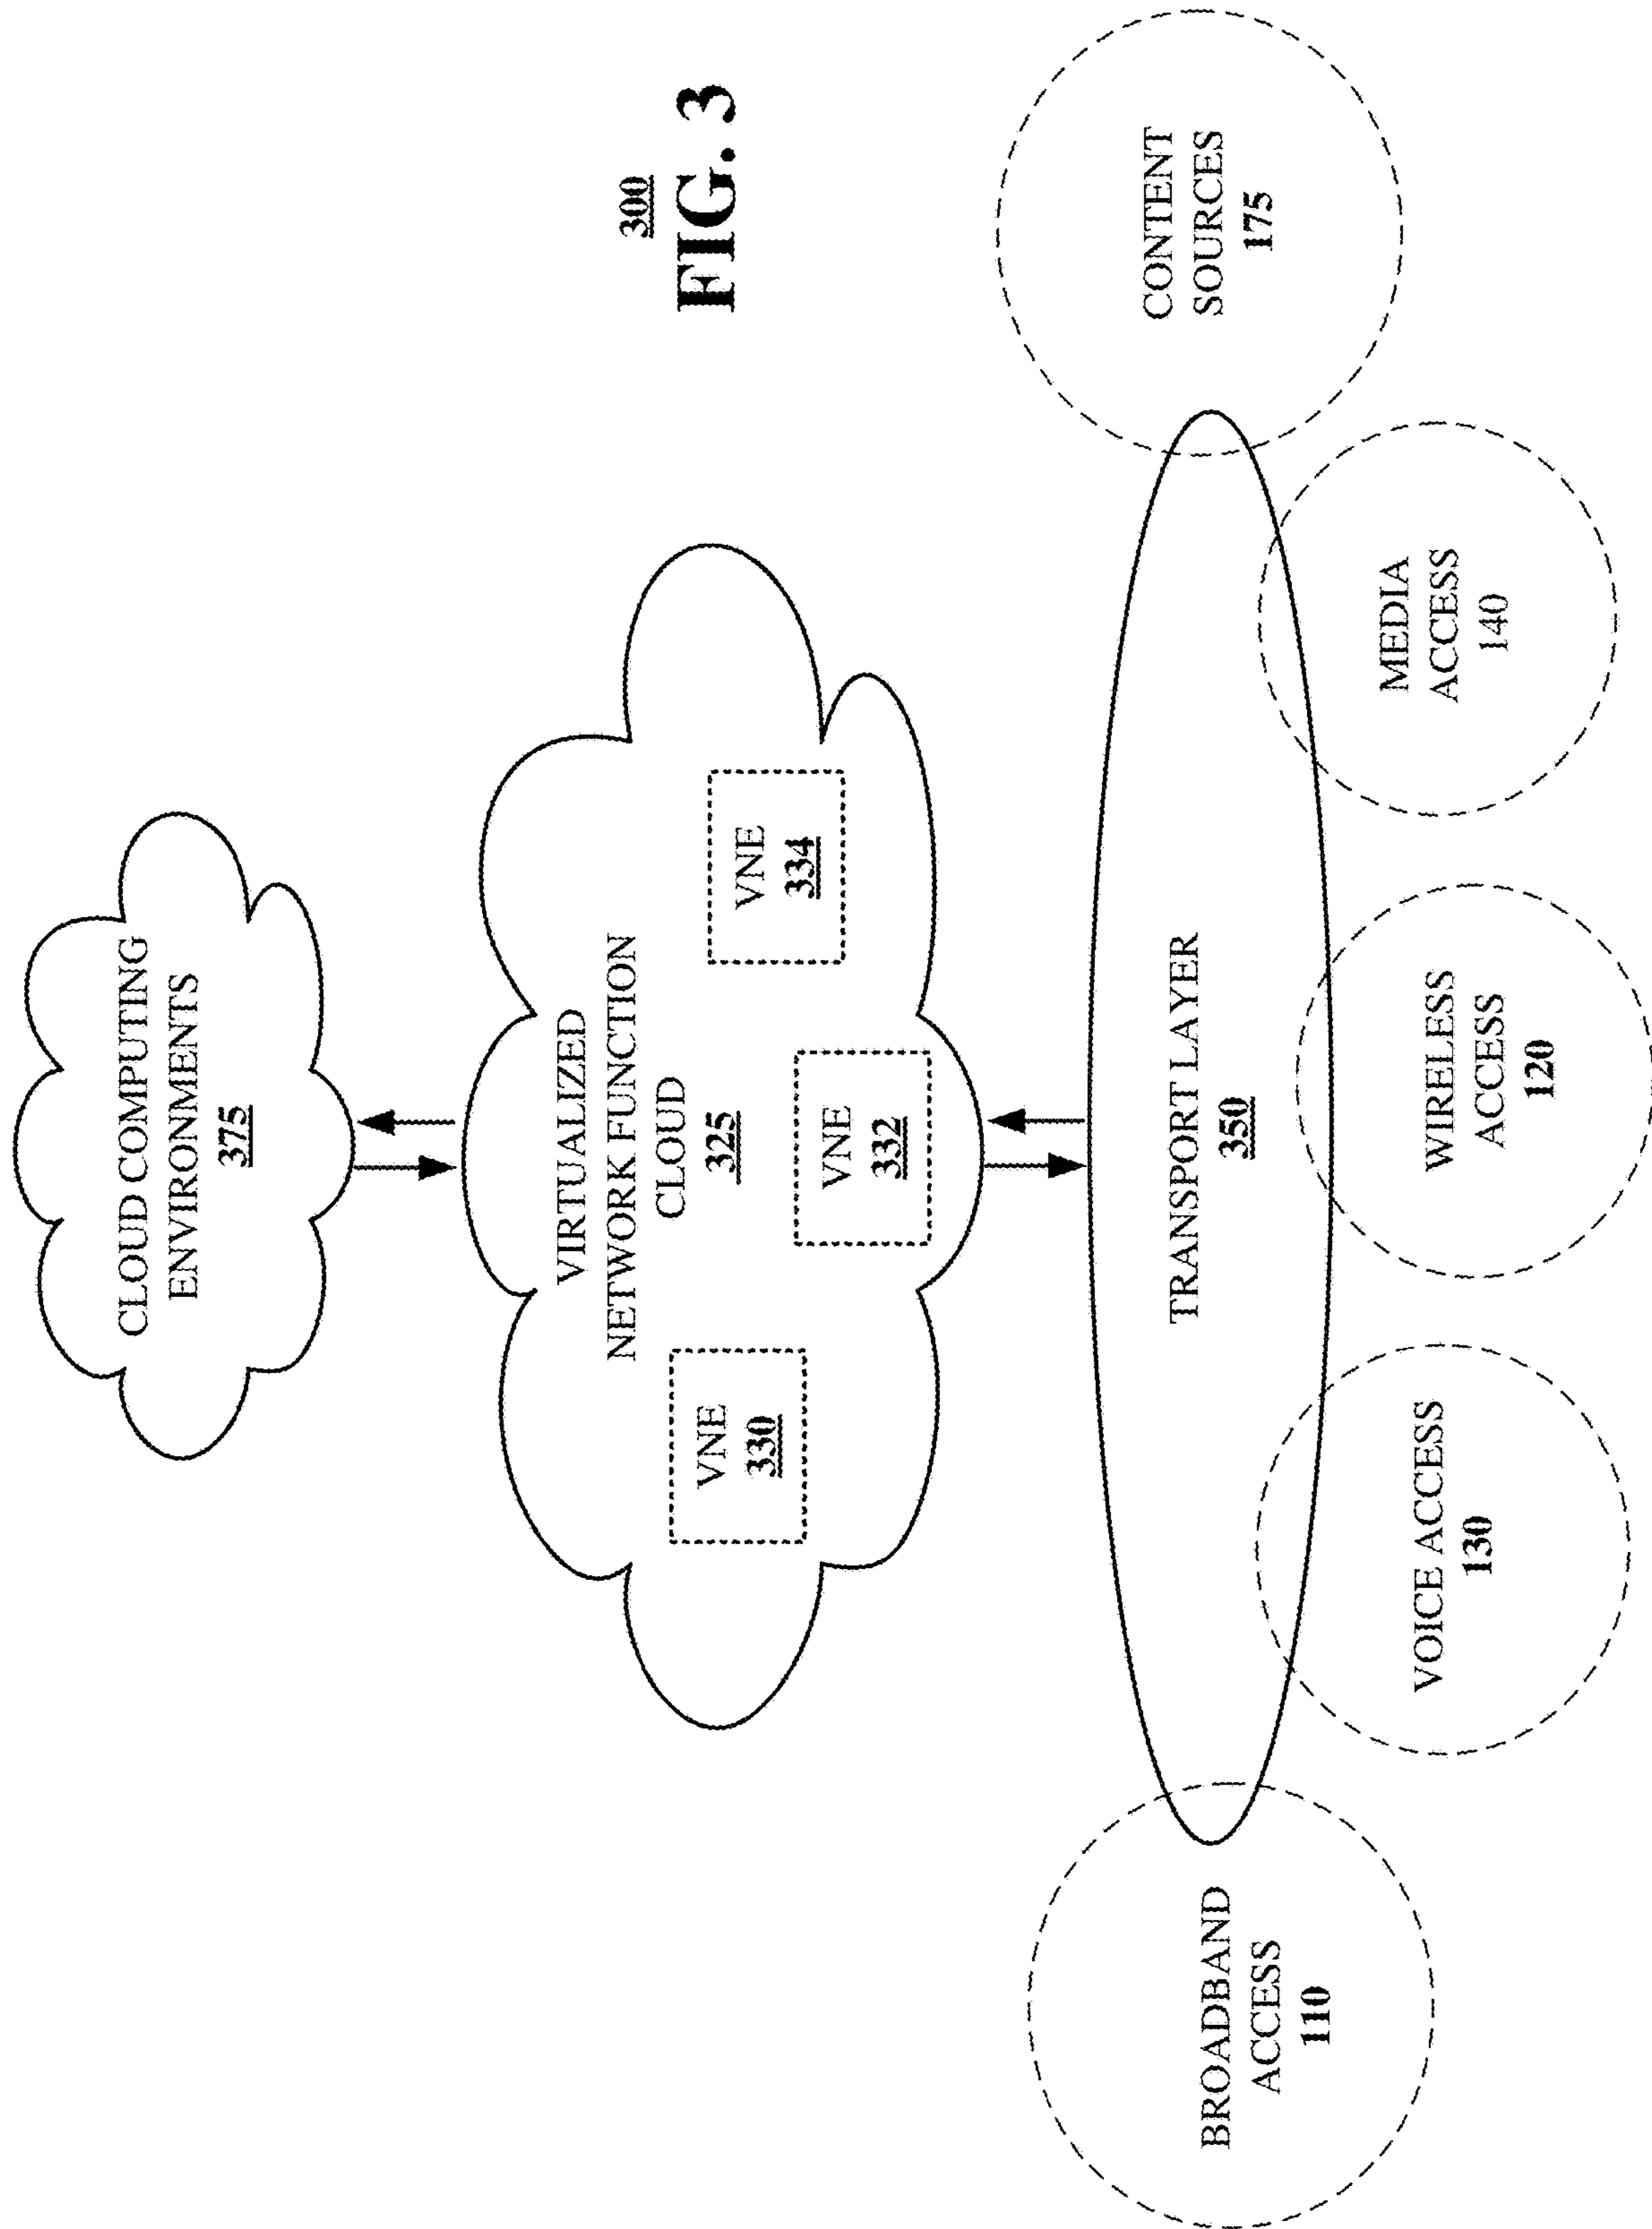 CLOUD COMPUTING
ENVIRONMENTS
375
VIRTUALIZED
NETWORK FUNCTION
CLOUD
325
VNE
330
VNE
332
VNE
334
300
FIG. 3
TRANSPORT LAYER
350
BROADBAND
ACCESS
110
VOICE ACCESS
130
WIRELESS
ACCESS
120
MEDIA
ACCESS
140
CONTENT
SOURCES
175